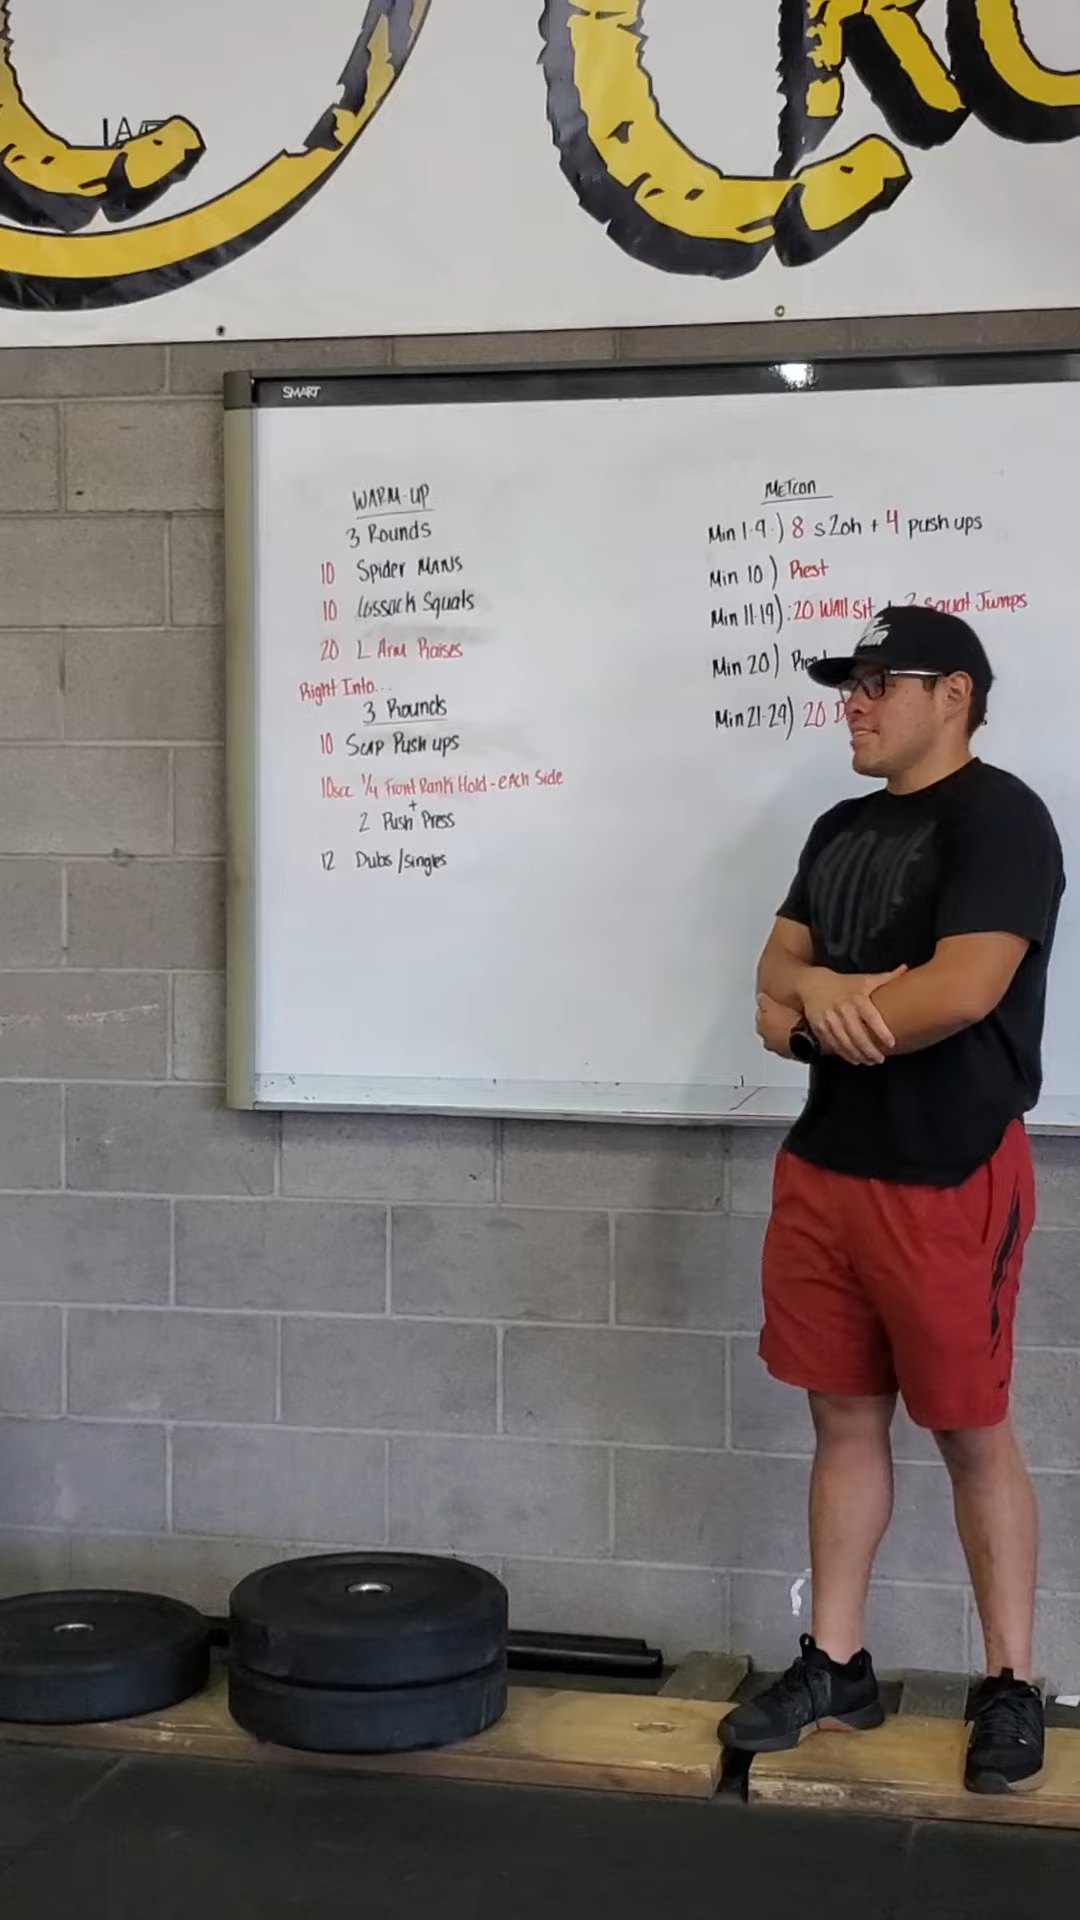 SMART
WARM-UP
3 Rounds
10 Spider MANS
10 Cossack Squats
20 L Arm Raises
Right Into...
3 Rounds
10 Scap Push ups
10sec 1/4 Front Rank Hold - each Side
+
2 Push Press
12 Dubs/singles
METCON
Min 1-9) 8 s2oh + 4 push ups
Min 10) Rest
Min 11-19): 20 Wall Sit + Squat Jumps
Min 20)
Min 21-29) 20